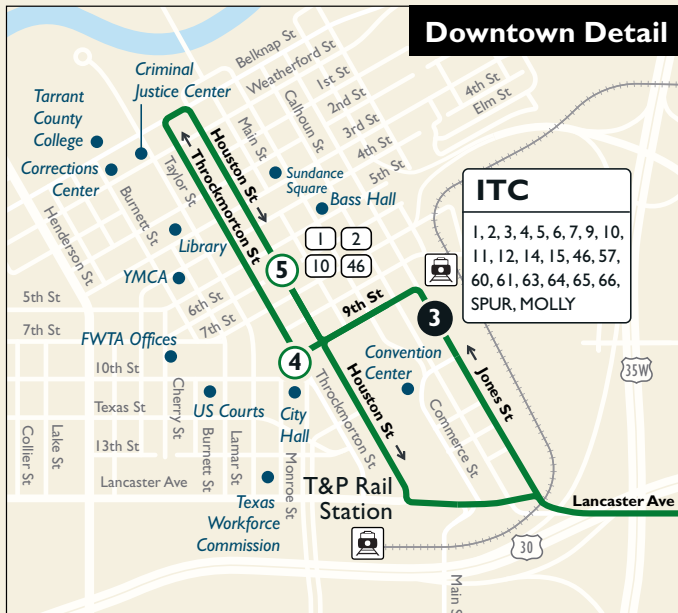 Downtown Detail
Belknap St
Weatherford St
1st St
2nd St
3rd St
4th St
5th St
4th St
Elm St
Calhoun St
Main St
Criminal
Justice Center
Tarrant
County
College
Corrections
Center
Houston St
Throckmorton St
Taylor St
Burnett St
Henderson St
Sundance
Square
Bass Hall
ITC
1, 2, 3, 4, 5, 6, 7, 9, 10,
11, 12, 14, 15, 46, 57,
60, 61, 63, 64, 65, 66,
SPUR, MOLLY
1
2
10
46
Library
YMCA
5
5th St
6th St
7th St
7th St
9th St
3
4
FWTA Offices
10th St
Convention
Center
35W
Jones St
Houston St
Throckmorton St
Commerce St
Cherry St
US Courts
City
Hall
Texas St
13th St
Collier St
Lake St
Burnett St
Lamar St
Monroe St
Lancaster Ave
T&P Rail
Station
Lancaster Ave
Texas
Workforce
Commission
30
Main S